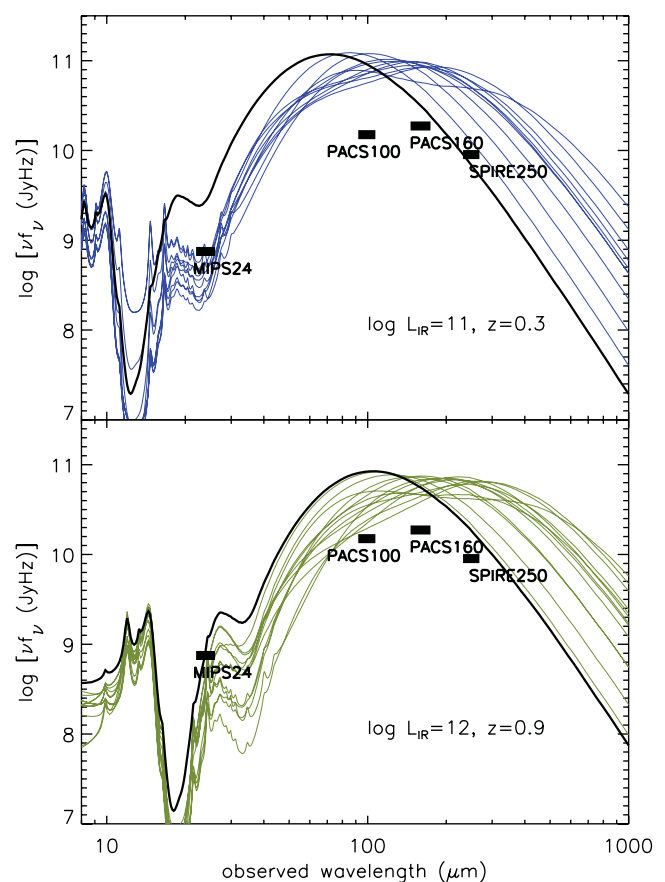 11
10
9
8
7
log [νf_ν (JyHz)]
PACS100
PACS160
SPIRE250
MIPS24
log L_IR=11, z=0.3
11
10
9
8
7
log [νf_ν (JyHz)]
PACS100
PACS160
SPIRE250
MIPS24
log L_IR=12, z=0.9
10
100
1000
observed wavelength (μm)